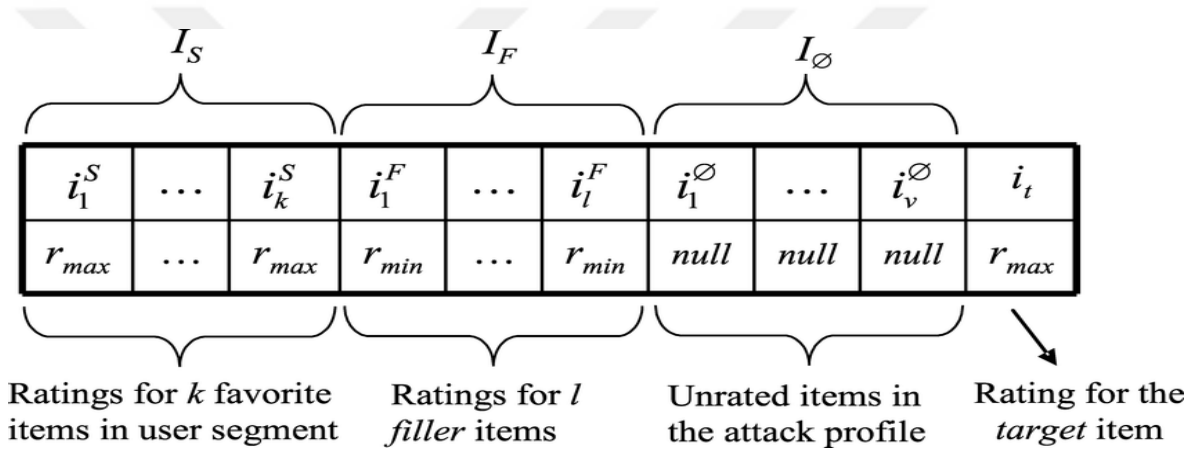 I_S I_F I_∅
i_1^S … i_k^S i_1^F … i_l^F i_1^∅ … i_v^∅ i_t
r_max … r_max r_min … r_min null null null r_max
Ratings for k favorite Ratings for l Unrated items in Rating for the
items in user segment filler items the attack profile target item